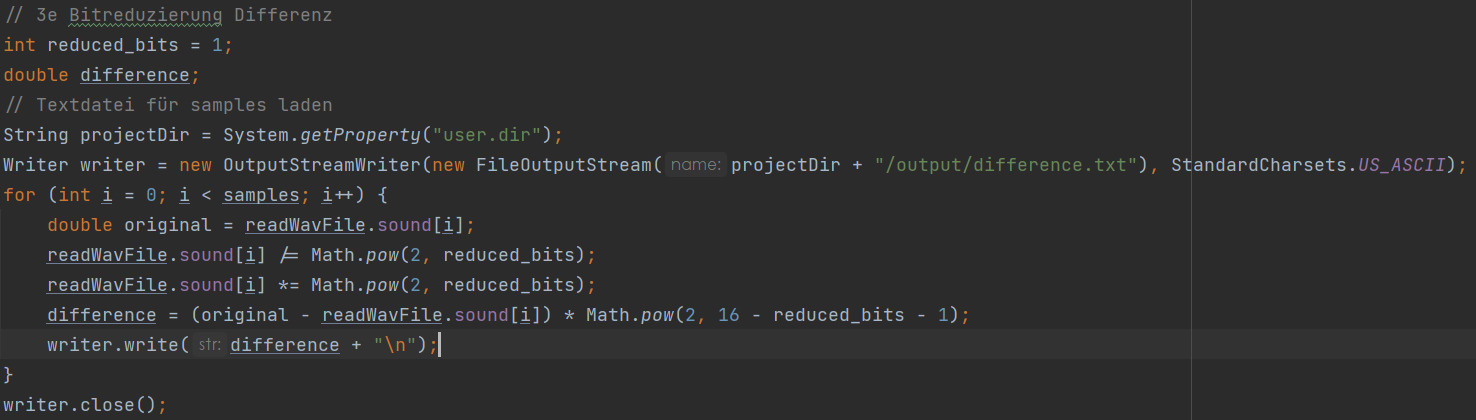 // 3e Bitreduzierung Differenz
int reduced_bits = 1;
double difference;
// Textdatei für samples laden
String projectDir = System.getProperty("user.dir");
Writer writer = new OutputStreamWriter(new FileOutputStream( name: projectDir + "/output/difference.txt"), StandardCharsets.US_ASCII);
for (int i = 0; i < samples; i++) {
    double original = readWavFile.sound[i];
    readWavFile.sound[i] /= Math.pow(2, reduced_bits);
    readWavFile.sound[i] *= Math.pow(2, reduced_bits);
    difference = (original - readWavFile.sound[i]) * Math.pow(2, 16 - reduced_bits - 1);
    writer.write( str: difference + "\n");
}
writer.close();